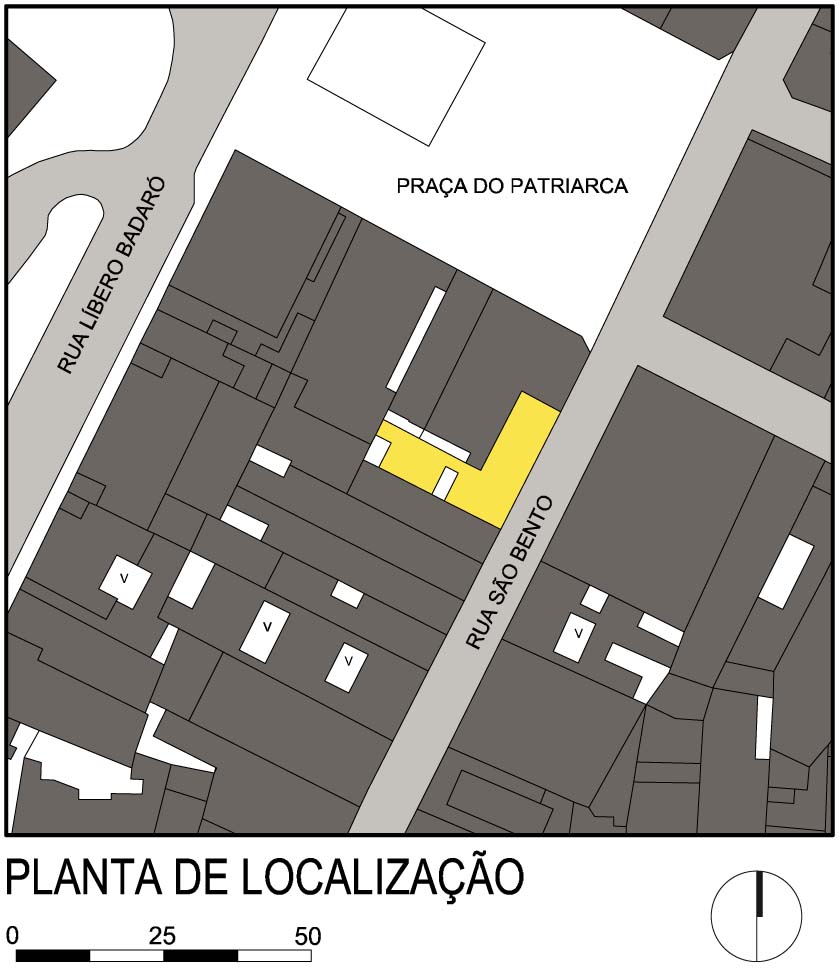 PRAÇA DO PATRIARCA
RUA LÍBERO BADARÓ
RUA SÃO BENTO
V
V
V
V
PLANTA DE LOCALIZAÇÃO
0 25 50